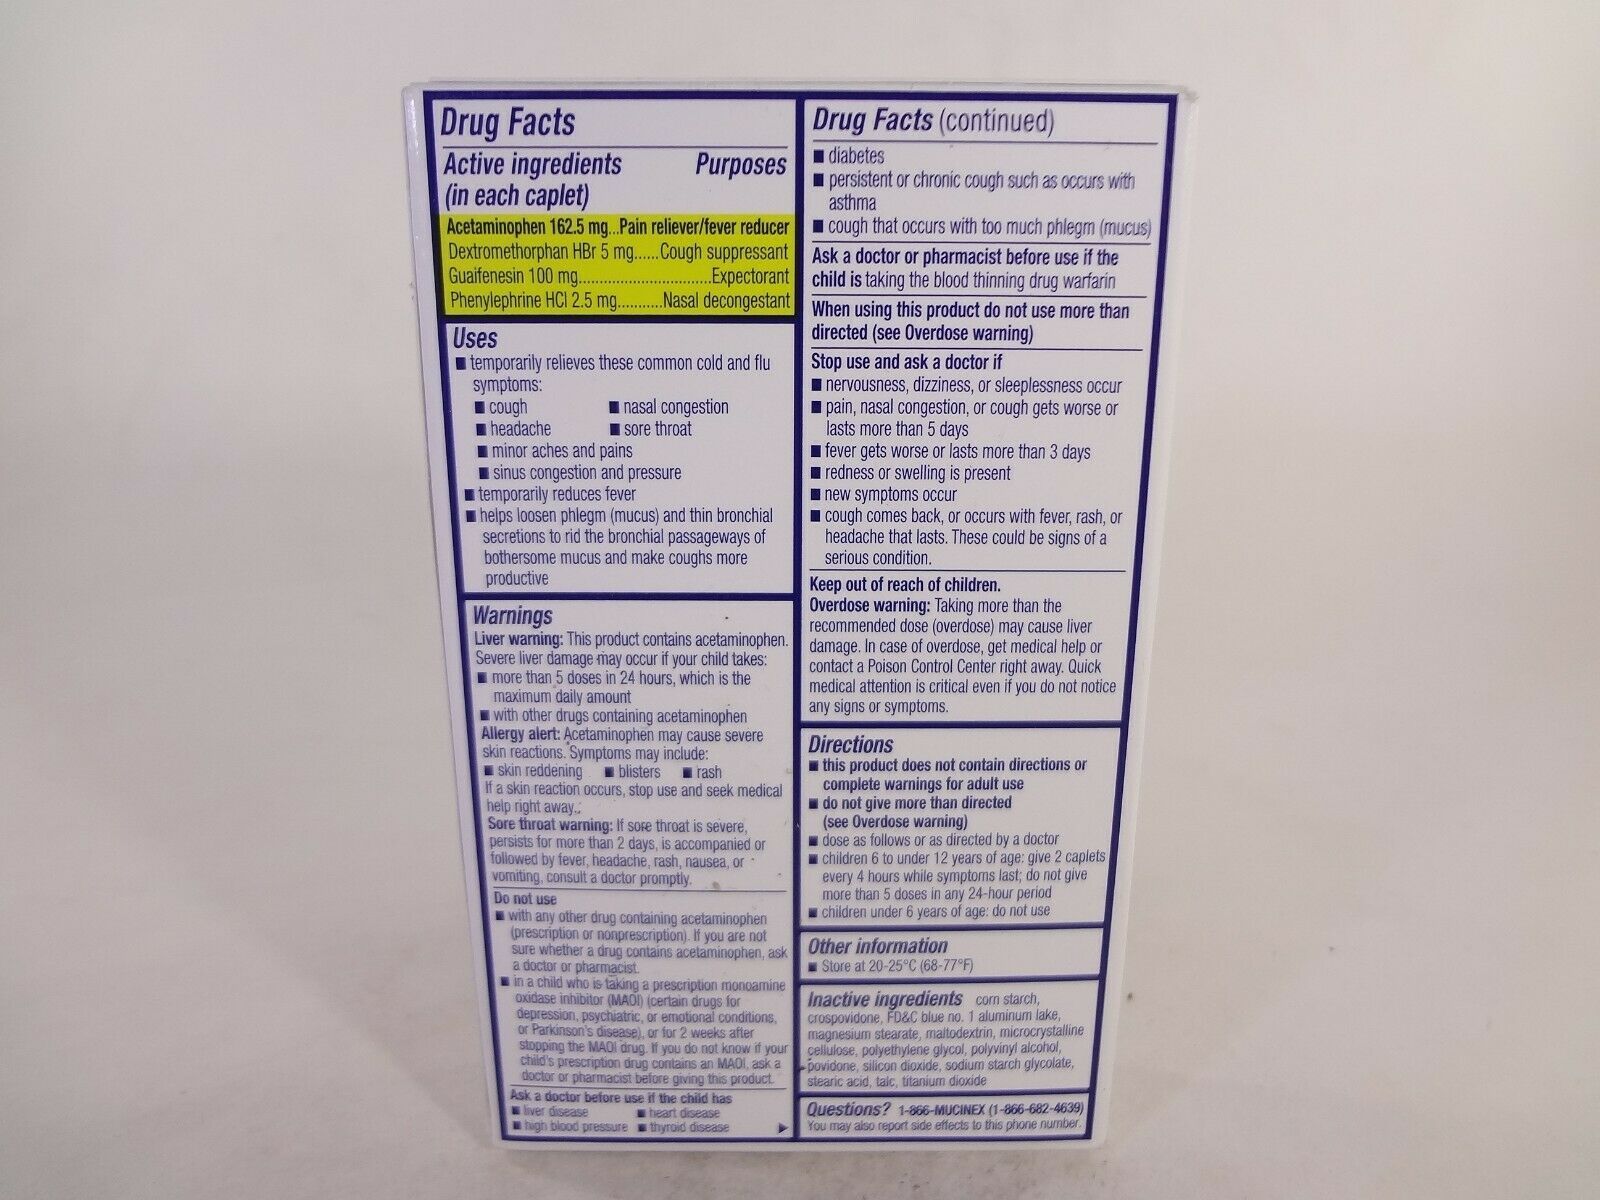 Drug Facts
Active ingredients Purposes
(in each caplet)
Acetaminophen 162.5 mg...Pain reliever/fever reducer
Dextromethorphan HBr 5 mg......Cough suppressant
Guaifenesin 100 mg................................Expectorant
Phenylephrine HCl 2.5 mg...........Nasal decongestant
Uses
■ temporarily relieves these common cold and flu
symptoms:
■ cough ■ nasal congestion
■ headache ■ sore throat
■ minor aches and pains
■ sinus congestion and pressure
■ temporarily reduces fever
■ helps loosen phlegm (mucus) and thin bronchial
secretions to rid the bronchial passageways of
bothersome mucus and make coughs more
productive
Warnings
Liver warning: This product contains acetaminophen.
Severe liver damage may occur if your child takes:
■ more than 5 doses in 24 hours, which is the
maximum daily amount
■ with other drugs containing acetaminophen
Allergy alert: Acetaminophen may cause severe
skin reactions. Symptoms may include:
■ skin reddening ■ blisters ■ rash
If a skin reaction occurs, stop use and seek medical
help right away.
Sore throat warning: If sore throat is severe,
persists for more than 2 days, is accompanied or
followed by fever, headache, rash, nausea, or
vomiting, consult a doctor promptly.
Do not use
■ with any other drug containing acetaminophen
(prescription or nonprescription). If you are not
sure whether a drug contains acetaminophen, ask
a doctor or pharmacist.
■ in a child who is taking a prescription monoamine
oxidase inhibitor (MAOI) (certain drugs for
depression, psychiatric, or emotional conditions,
or Parkinson's disease), or for 2 weeks after
stopping the MAOI drug. If you do not know if your
child's prescription drug contains an MAOI, ask a
doctor or pharmacist before giving this product.
Ask a doctor before use if the child has
■ liver disease ■ heart disease
■ high blood pressure ■ thyroid disease ▶
Drug Facts (continued)
■ diabetes
■ persistent or chronic cough such as occurs with
asthma
■ cough that occurs with too much phlegm (mucus)
Ask a doctor or pharmacist before use if the
child is taking the blood thinning drug warfarin
When using this product do not use more than
directed (see Overdose warning)
Stop use and ask a doctor if
■ nervousness, dizziness, or sleeplessness occur
■ pain, nasal congestion, or cough gets worse or
lasts more than 5 days
■ fever gets worse or lasts more than 3 days
■ redness or swelling is present
■ new symptoms occur
■ cough comes back, or occurs with fever, rash, or
headache that lasts. These could be signs of a
serious condition.
Keep out of reach of children.
Overdose warning: Taking more than the
recommended dose (overdose) may cause liver
damage. In case of overdose, get medical help or
contact a Poison Control Center right away. Quick
medical attention is critical even if you do not notice
any signs or symptoms.
Directions
■ this product does not contain directions or
complete warnings for adult use
■ do not give more than directed
(see Overdose warning)
■ dose as follows or as directed by a doctor
■ children 6 to under 12 years of age: give 2 caplets
every 4 hours while symptoms last; do not give
more than 5 doses in any 24-hour period
■ children under 6 years of age: do not use
Other information
■ Store at 20-25°C (68-77°F)
Inactive ingredients corn starch,
crospovidone, FD&C blue no. 1 aluminum lake,
magnesium stearate, maltodextrin, microcrystalline
cellulose, polyethylene glycol, polyvinyl alcohol,
povidone, silicon dioxide, sodium starch glycolate,
stearic acid, talc, titanium dioxide
Questions? 1-866-MUCINEX (1-866-682-4639)
You may also report side effects to this phone number.